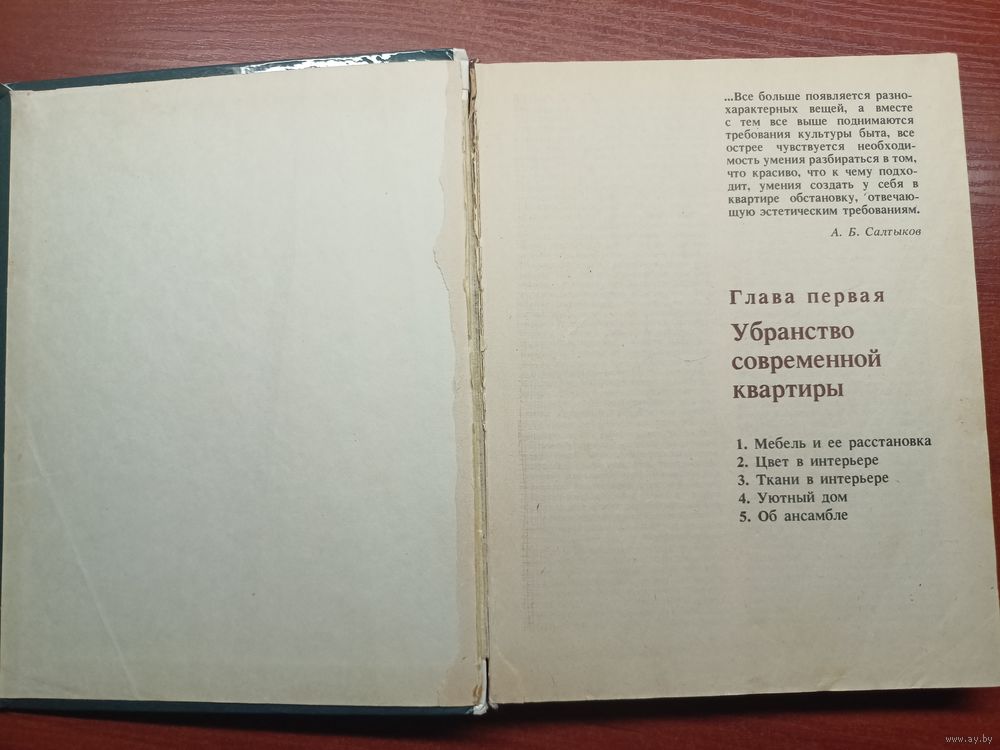 ...Все больше появляется разно-
характерных вещей, а вместе
с тем все выше поднимаются
требования культуры быта, все
острее чувствуется необходи-
мость умения разбираться в том,
что красиво, что к чему подхо-
дит, умения создать у себя в
квартире обстановку, отвечаю-
щую эстетическим требованиям.
А. Б. Салтыков
Глава первая
Убранство
современной
квартиры
1. Мебель и ее расстановка
2. Цвет в интерьере
3. Ткани в интерьере
4. Уютный дом
5. Об ансамбле
www.ay.by